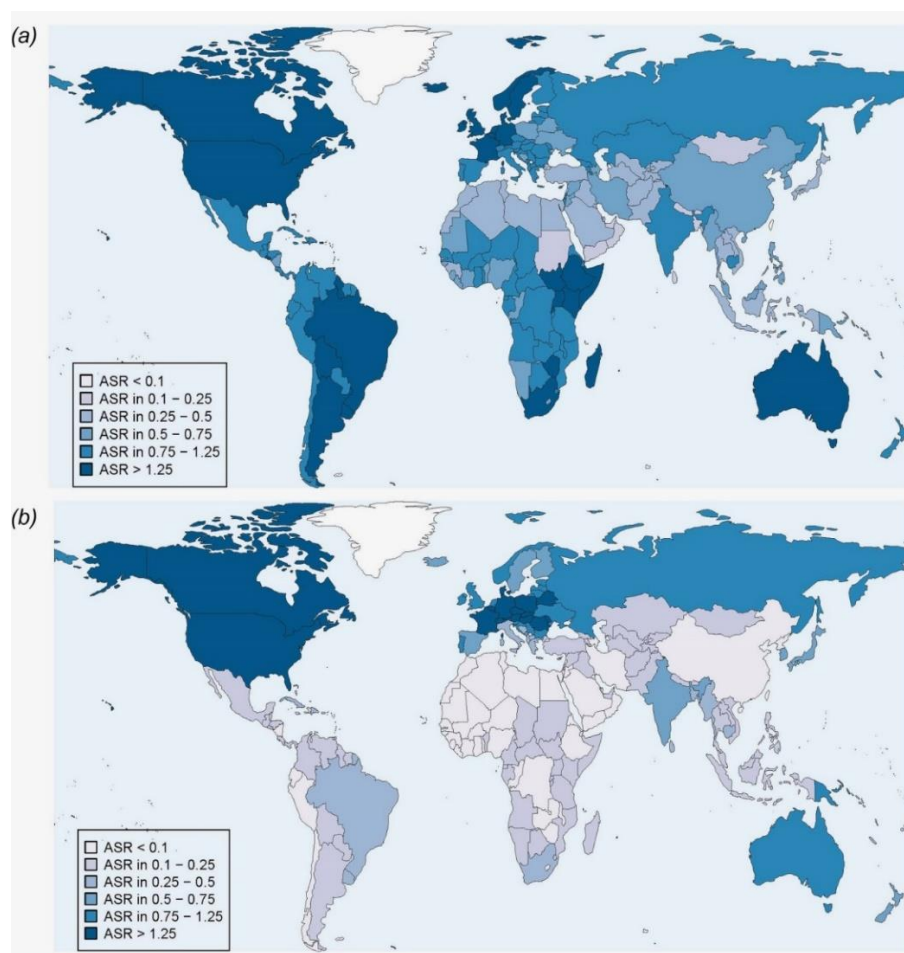 (a)
ASR < 0.1
ASR in 0.1 − 0.25
ASR in 0.25 − 0.5
ASR in 0.5 − 0.75
ASR in 0.75 − 1.25
ASR > 1.25
(b)
ASR < 0.1
ASR in 0.1 − 0.25
ASR in 0.25 − 0.5
ASR in 0.5 − 0.75
ASR in 0.75 − 1.25
ASR > 1.25